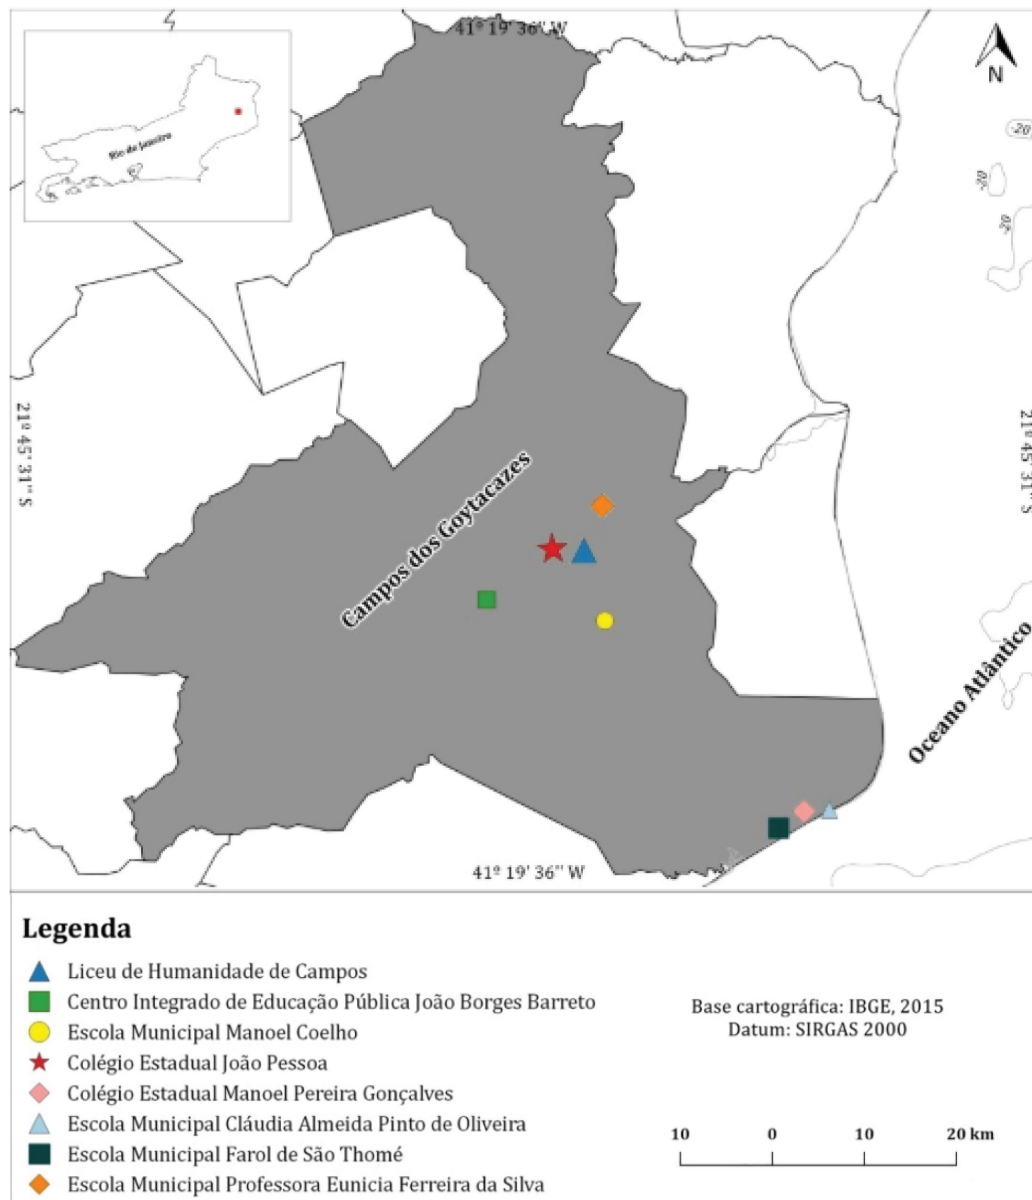 41º 19' 36" W
N
Rio de Janeiro
-20
-20
-20
21º 45' 31" S
21º 45' 31" S
Campos dos Goytacazes
Oceano Atlântico
41º 19' 36" W
Legenda
Liceu de Humanidade de Campos
Centro Integrado de Educação Pública João Borges Barreto
Escola Municipal Manoel Coelho
Colégio Estadual João Pessoa
Colégio Estadual Manoel Pereira Gonçalves
Escola Municipal Cláudia Almeida Pinto de Oliveira
Escola Municipal Farol de São Thomé
Escola Municipal Professora Eunicia Ferreira da Silva
Base cartográfica: IBGE, 2015
Datum: SIRGAS 2000
10 0 10 20 km